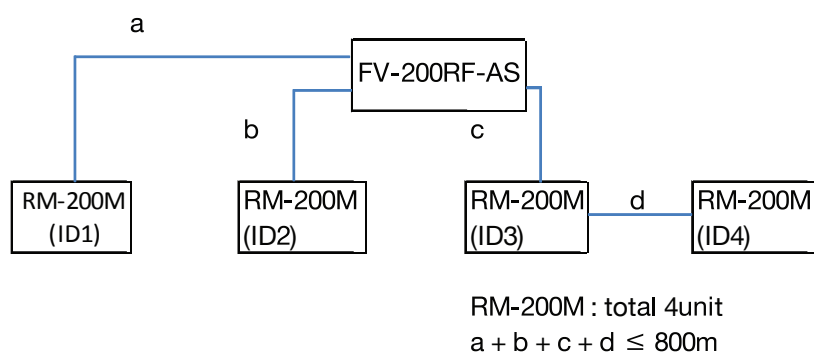 a
FV-200RF-AS
b
c
RM-200M
(ID1)
RM-200M
(ID2)
RM-200M
(ID3)
d
RM-200M
(ID4)
RM-200M : total 4unit
a + b + c + d ≤ 800m